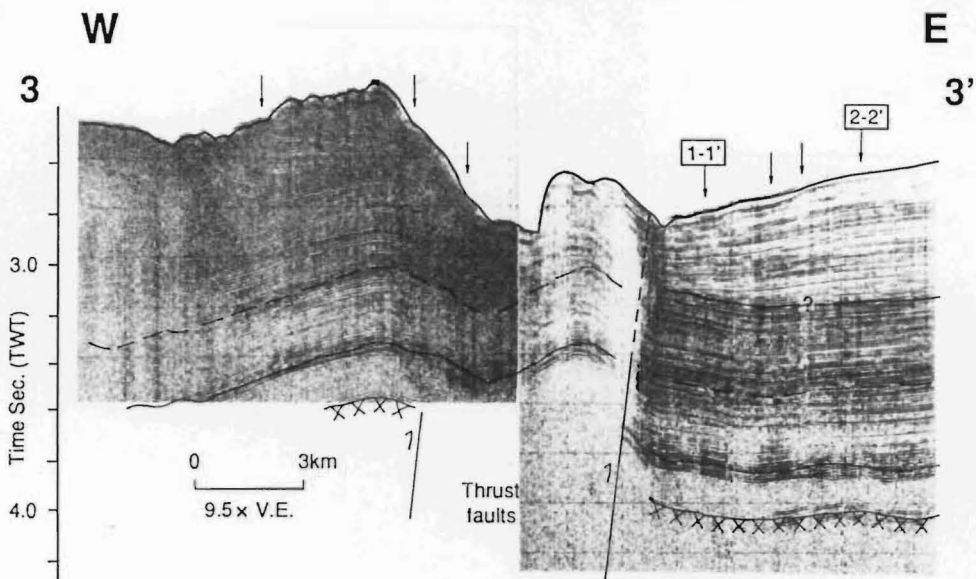 W
E
3
3'
2-2'
1-1'
3.0
?
Time Sec. (TWT)
0 3km
9.5 x V.E.
Thrust
faults
4.0